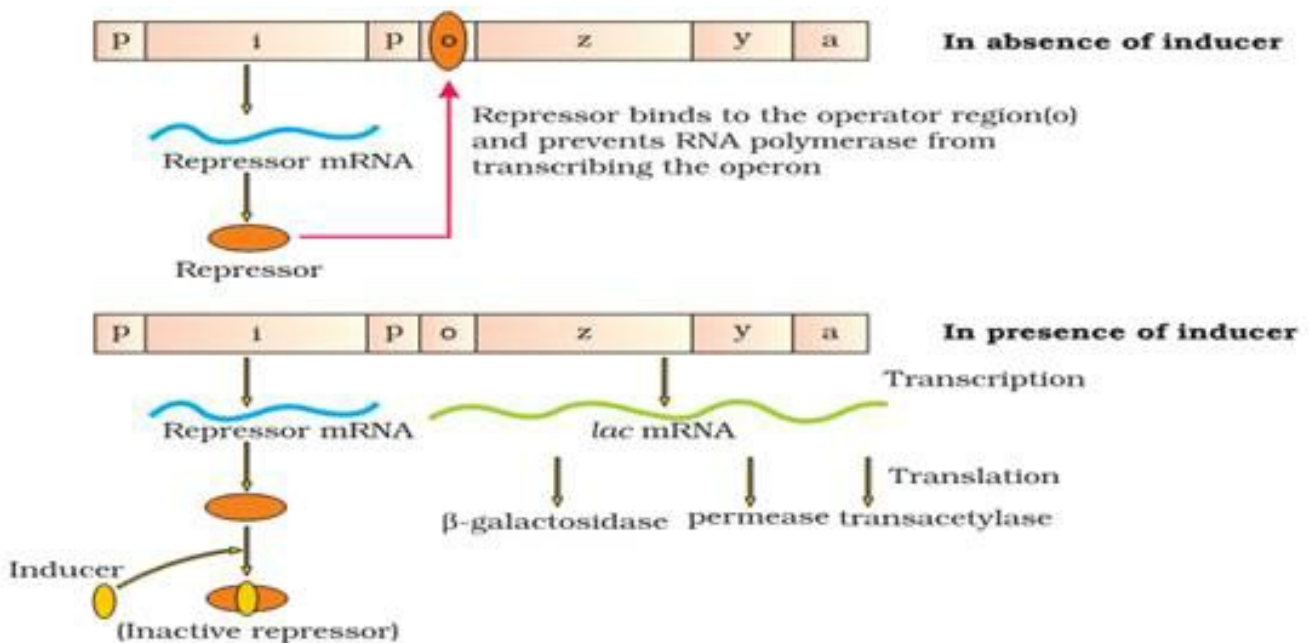 p i p o z y a In absence of inducer
Repressor binds to the operator region(o)
and prevents RNA polymerase from
transcribing the operon
Repressor mRNA
Repressor
p i p o z y a In presence of inducer
Transcription
Repressor mRNA lac mRNA
Translation
β-galactosidase permease transacetylase
Inducer
(Inactive repressor)